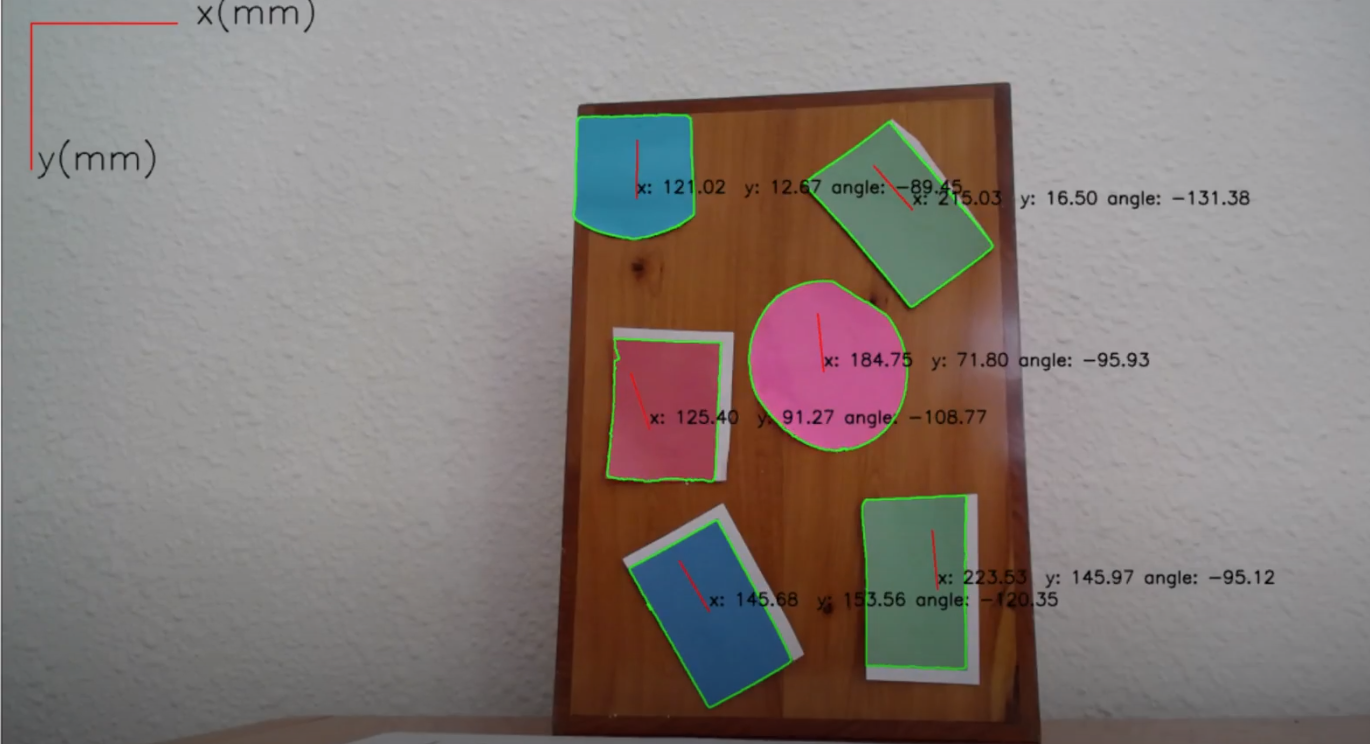 x(mm)
y(mm)
x: 121.02 y: 12.67 angle: -89.45
x: 215.03 y: 16.50 angle: -131.38
x: 184.75 y: 71.80 angle: -95.93
x: 125.40 y: 91.27 angle: -108.77
x: 223.53 y: 145.97 angle: -95.12
x: 145.68 y: 153.56 angle: -120.35